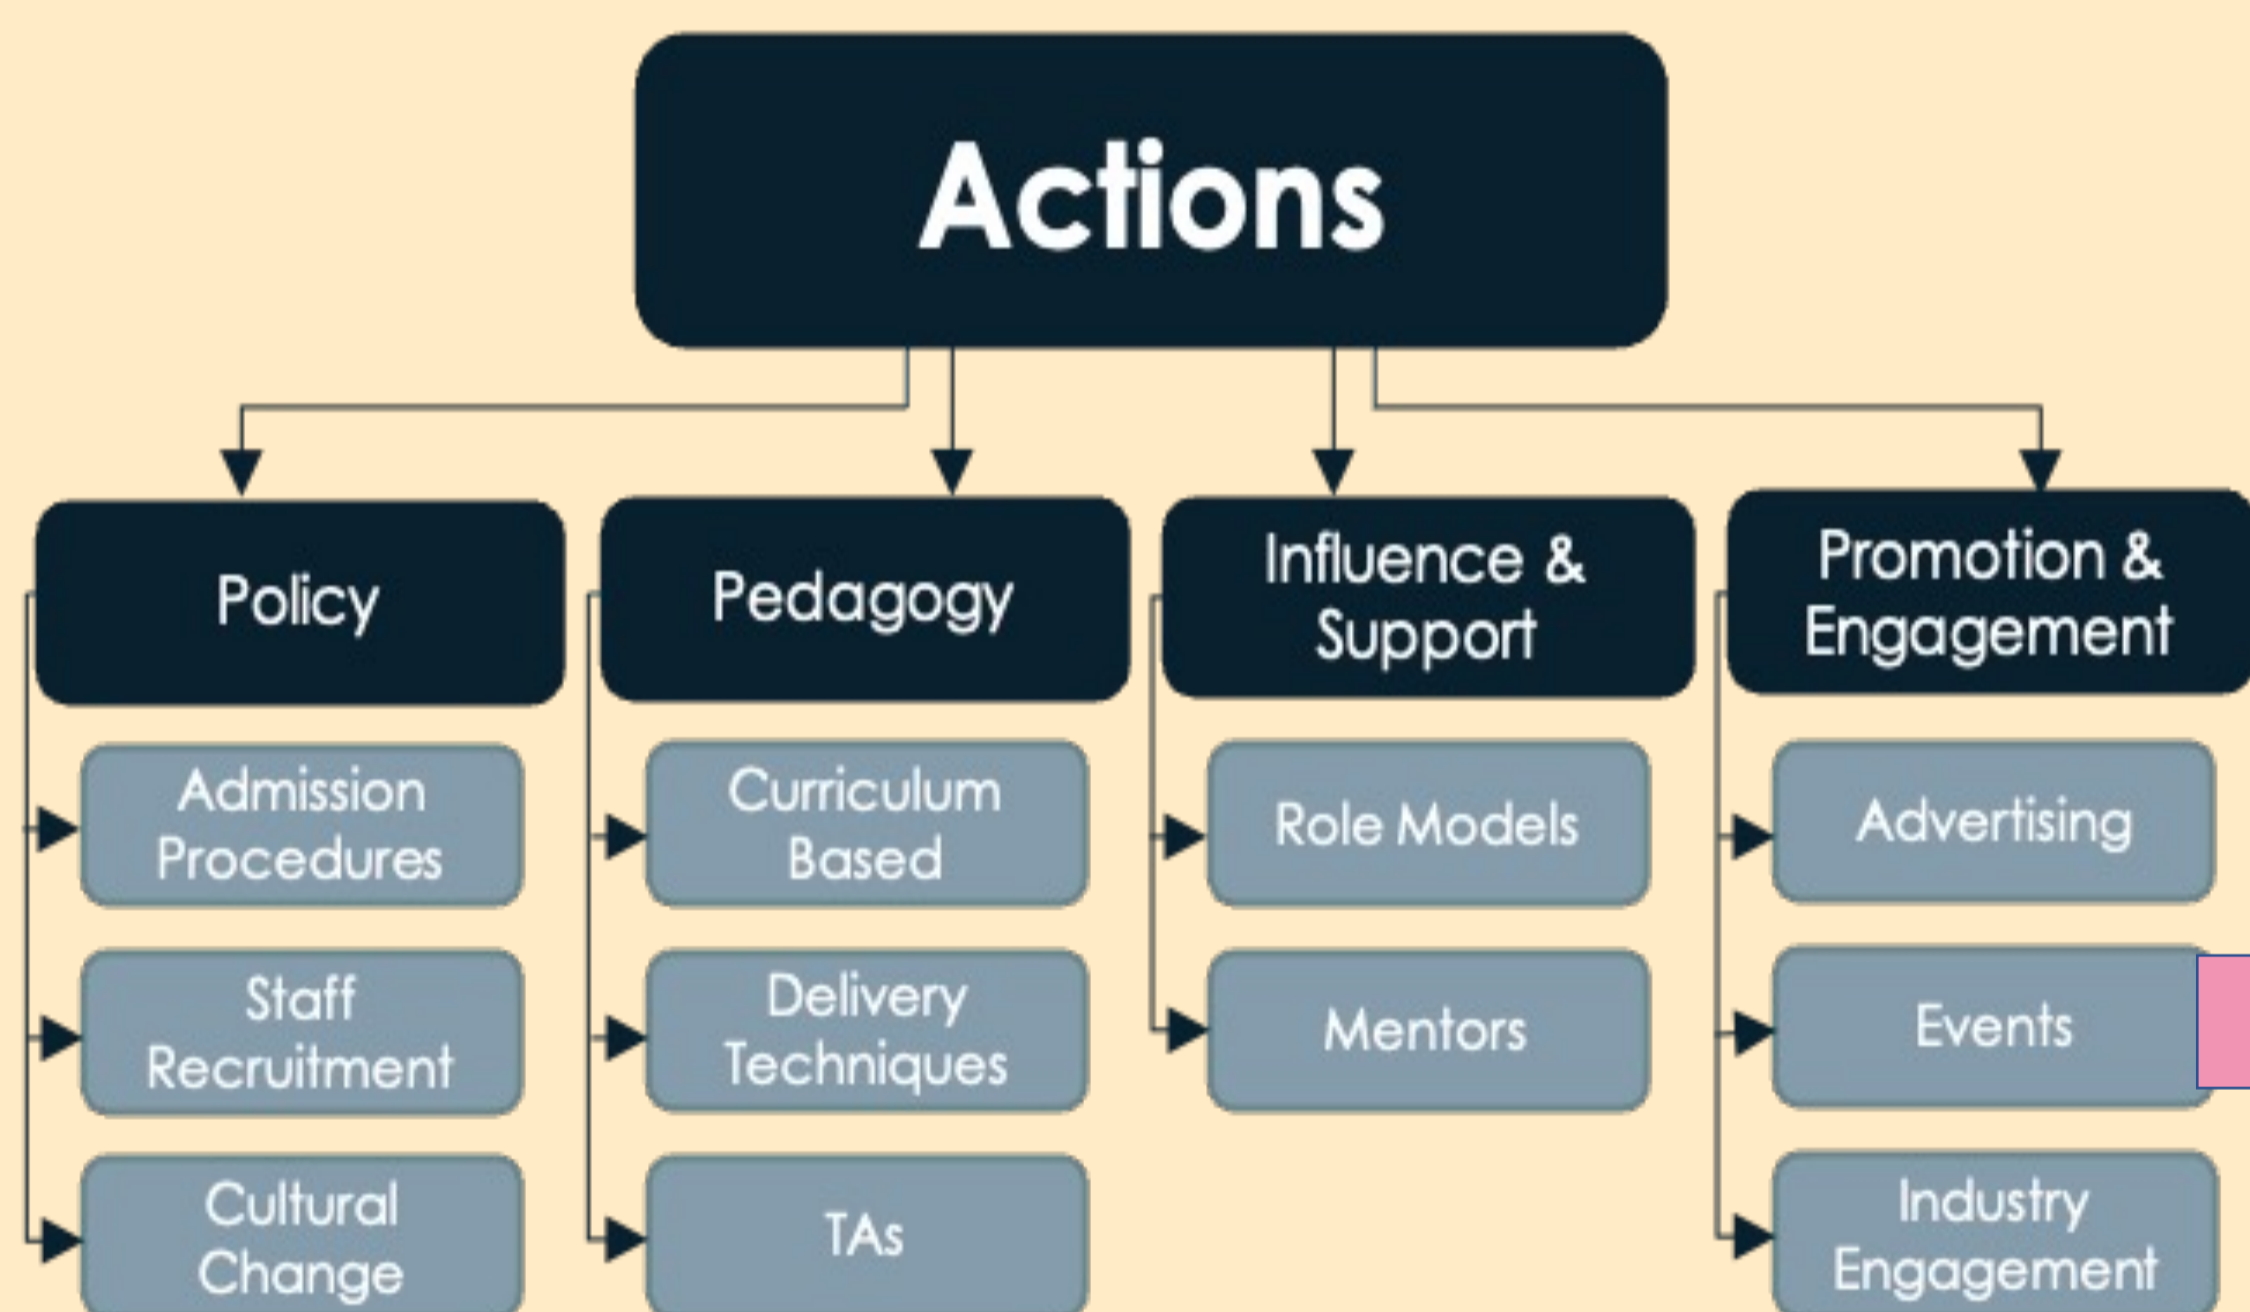 Actions
Policy
Admission
Procedures
Staff
Recruitment
Cultural
Change
Pedagogy
Curriculum
Based
Delivery
Techniques
TAs
Influence &
Support
Role Models
Mentors
Promotion &
Engagement
Advertising
Events
Industry
Engagement